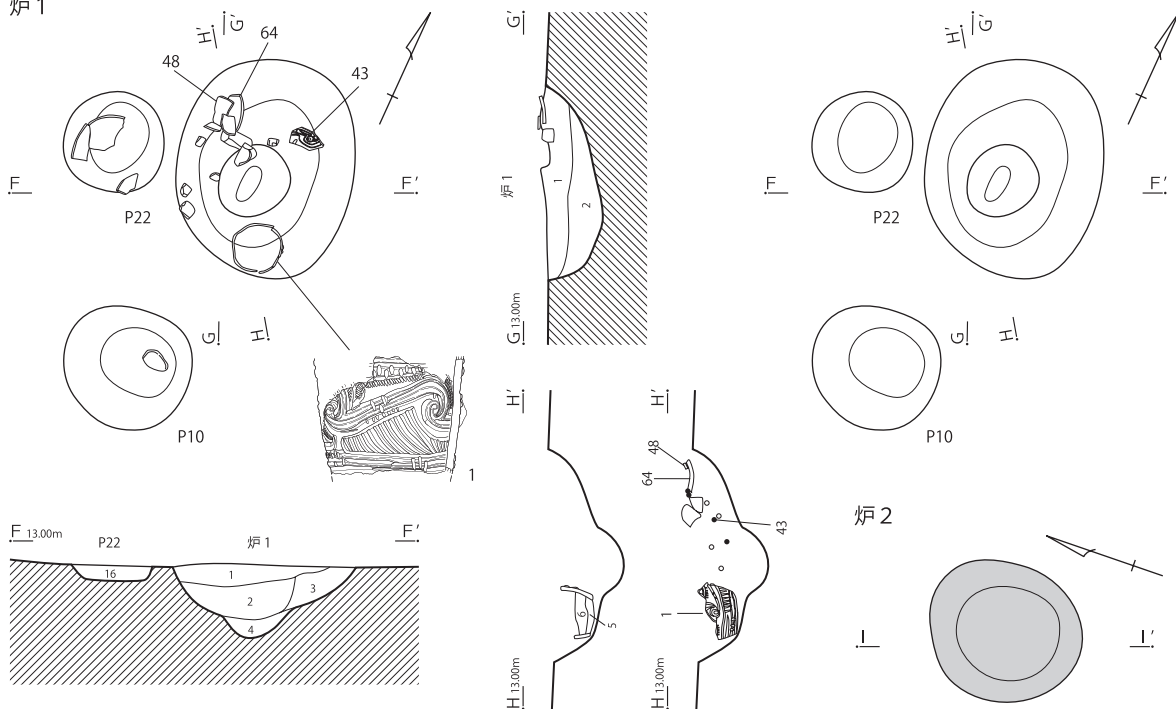 炉1
H'
G'
64
48
43
F
F'
P22
G
H
P10
1
F 13.00m
P22
炉1
F'
16
1
2
3
4
G'
炉1
1
2
G 13.00m
H'
6
5
H 13.00m
H'
48
64
43
1
H 13.00m
H'
G'
F
F'
P22
G
H
P10
炉2
I
I'